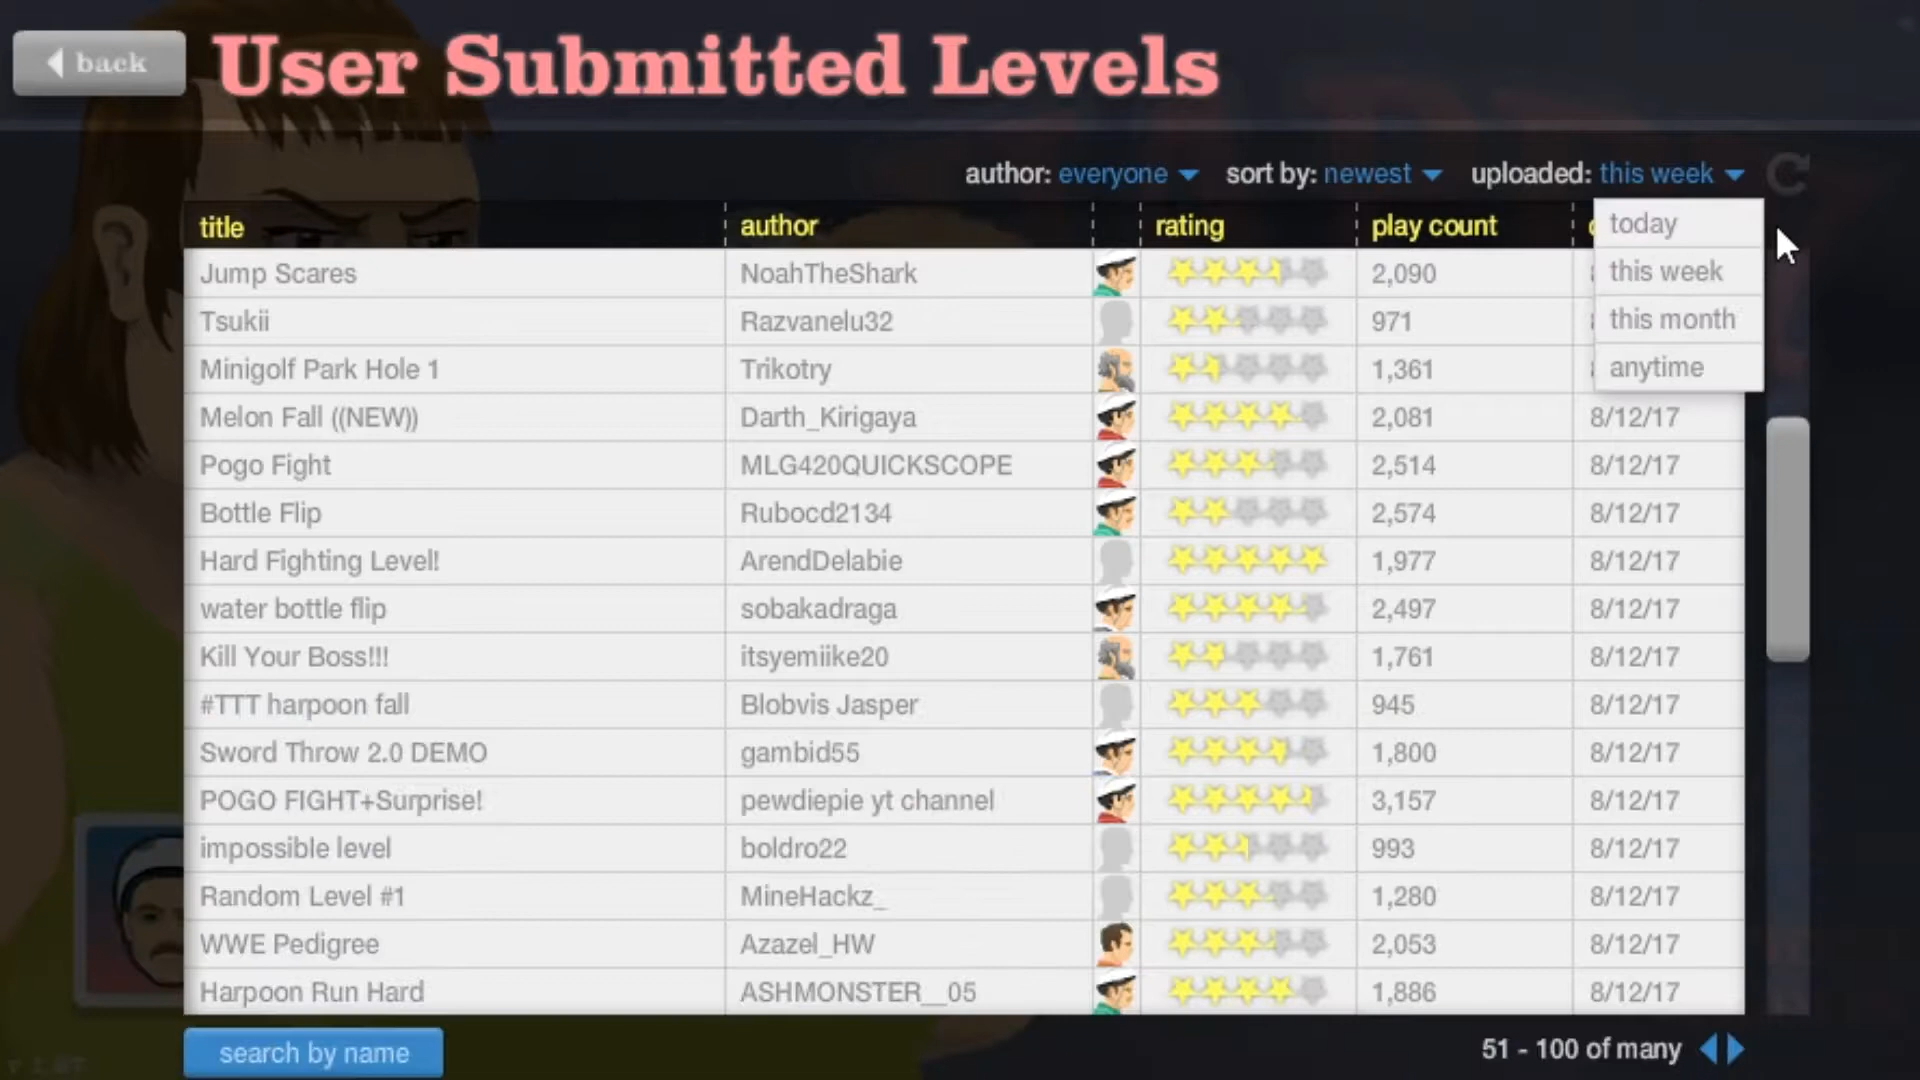 back
User Submitted Levels
author: everyone sort by: newest uploaded: this week
title author rating play count
today
this week
this month
anytime
Jump Scares NoahTheShark 2,090
Tsukii Razvanelu32 971
Minigolf Park Hole 1 Trikotry 1,361
Melon Fall ((NEW)) Darth_Kirigaya 2,081 8/12/17
Pogo Fight MLG420QUICKSCOPE 2,514 8/12/17
Bottle Flip Rubocd2134 2,574 8/12/17
Hard Fighting Level! ArendDelabie 1,977 8/12/17
water bottle flip sobakadraga 2,497 8/12/17
Kill Your Boss!!! itsyemiike20 1,761 8/12/17
#TTT harpoon fall Blobvis Jasper 945 8/12/17
Sword Throw 2.0 DEMO gambid55 1,800 8/12/17
POGO FIGHT+Surprise! pewdiepie yt channel 3,157 8/12/17
impossible level boldro22 993 8/12/17
Random Level #1 MineHackz_ 1,280 8/12/17
WWE Pedigree Azazel_HW 2,053 8/12/17
Harpoon Run Hard ASHMONSTER__05 1,886 8/12/17
search by name
51 - 100 of many